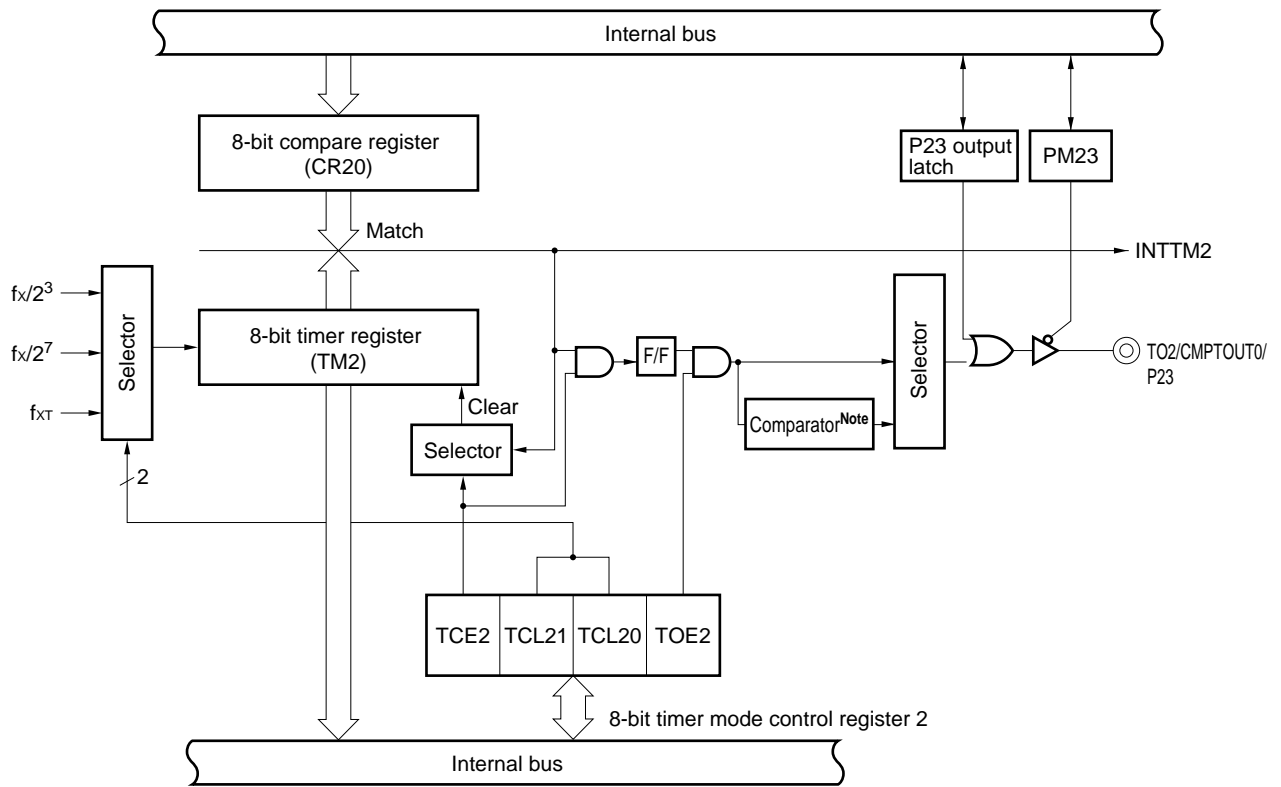 Internal bus
8-bit compare register
(CR20)
P23 output
latch
PM23
Match
INTTM2
fX/2³
fX/2⁷
fXT
Selector
8-bit timer register
(TM2)
F/F
Selector
TO2/CMPTOUT0/
P23
Clear
Selector
ComparatorNote
2
TCE2
TCL21
TCL20
TOE2
8-bit timer mode control register 2
Internal bus